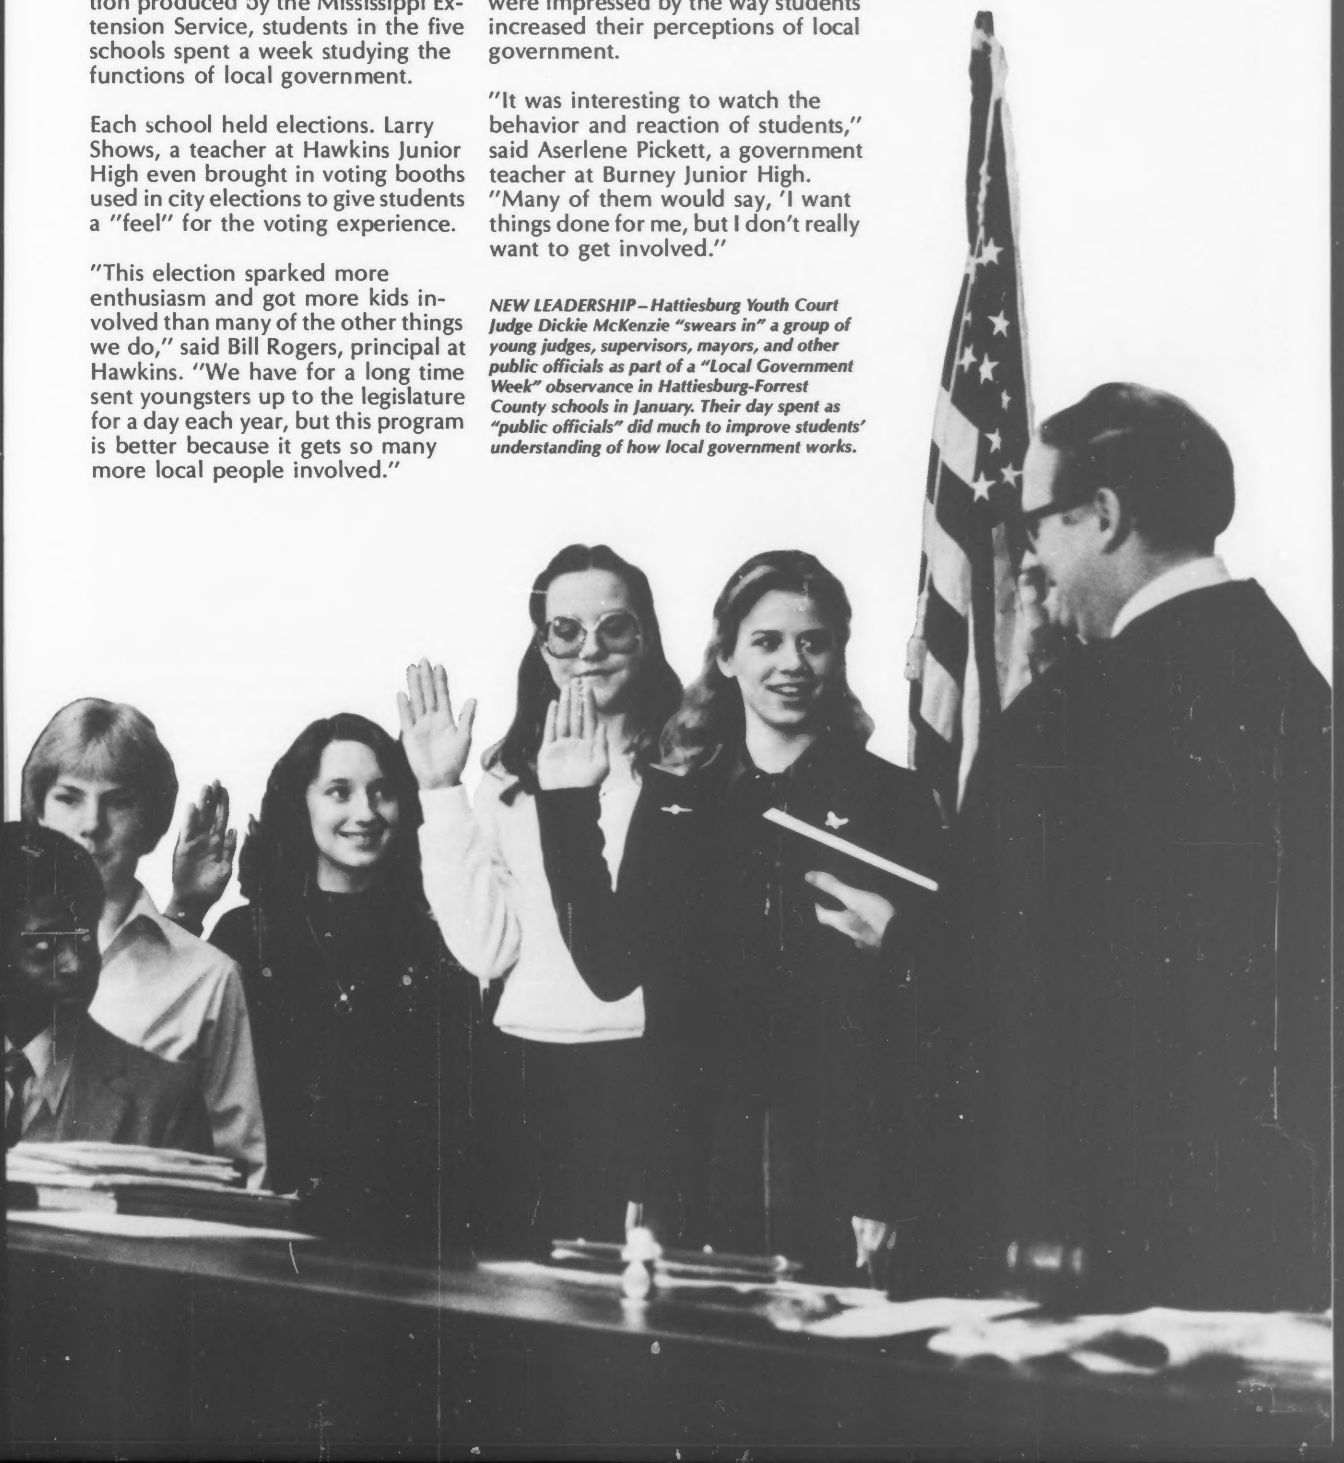 tion produced by the Mississippi Ex-
tension Service, students in the five
schools spent a week studying the
functions of local government.
Each school held elections. Larry
Shows, a teacher at Hawkins Junior
High even brought in voting booths
used in city elections to give students
a "feel" for the voting experience.
"This election sparked more
enthusiasm and got more kids in-
volved than many of the other things
we do," said Bill Rogers, principal at
Hawkins. "We have for a long time
sent youngsters up to the legislature
for a day each year, but this program
is better because it gets so many
more local people involved."
were impressed by the way students
increased their perceptions of local
government.
"It was interesting to watch the
behavior and reaction of students,"
said Aserlene Pickett, a government
teacher at Burney Junior High.
"Many of them would say, 'I want
things done for me, but I don't really
want to get involved."
NEW LEADERSHIP–Hattiesburg Youth Court
Judge Dickie McKenzie "swears in" a group of
young judges, supervisors, mayors, and other
public officials as part of a "Local Government
Week" observance in Hattiesburg-Forrest
County schools in January. Their day spent as
"public officials" did much to improve students'
understanding of how local government works.